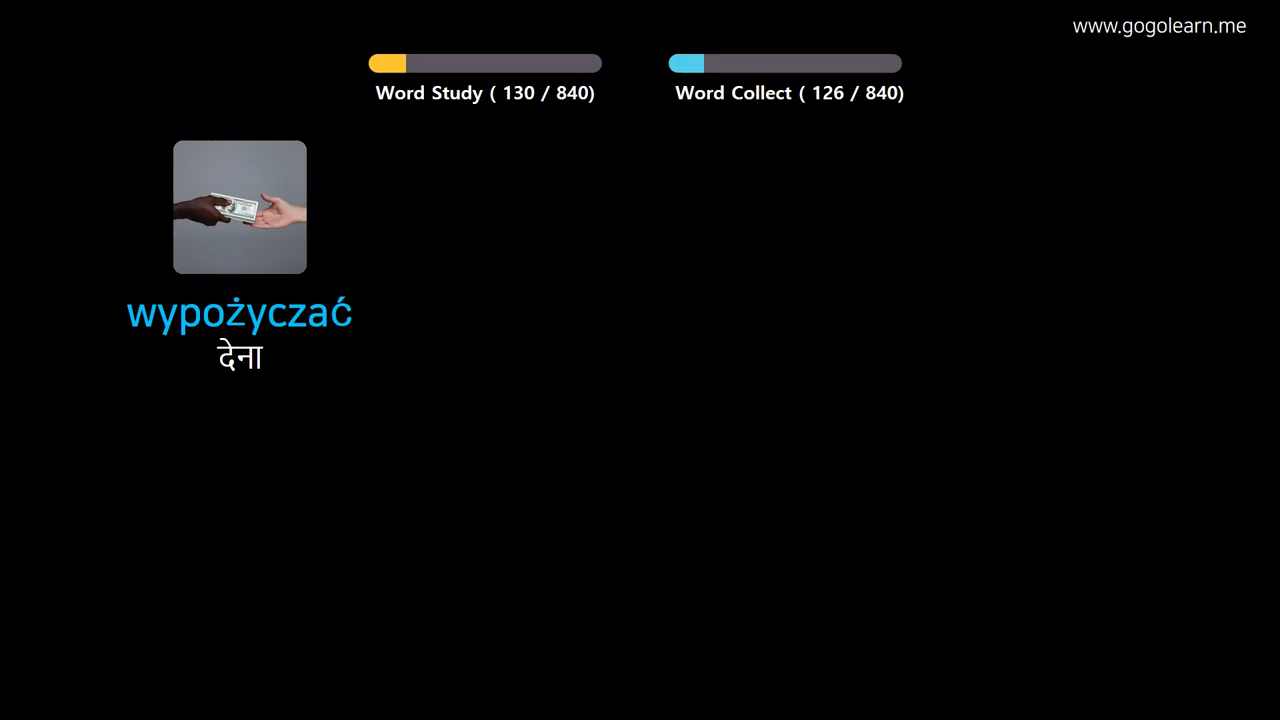 www.gogolearn.me
Word Study ( 130 / 840)
Word Collect ( 126 / 840)
wypożyczać
देना